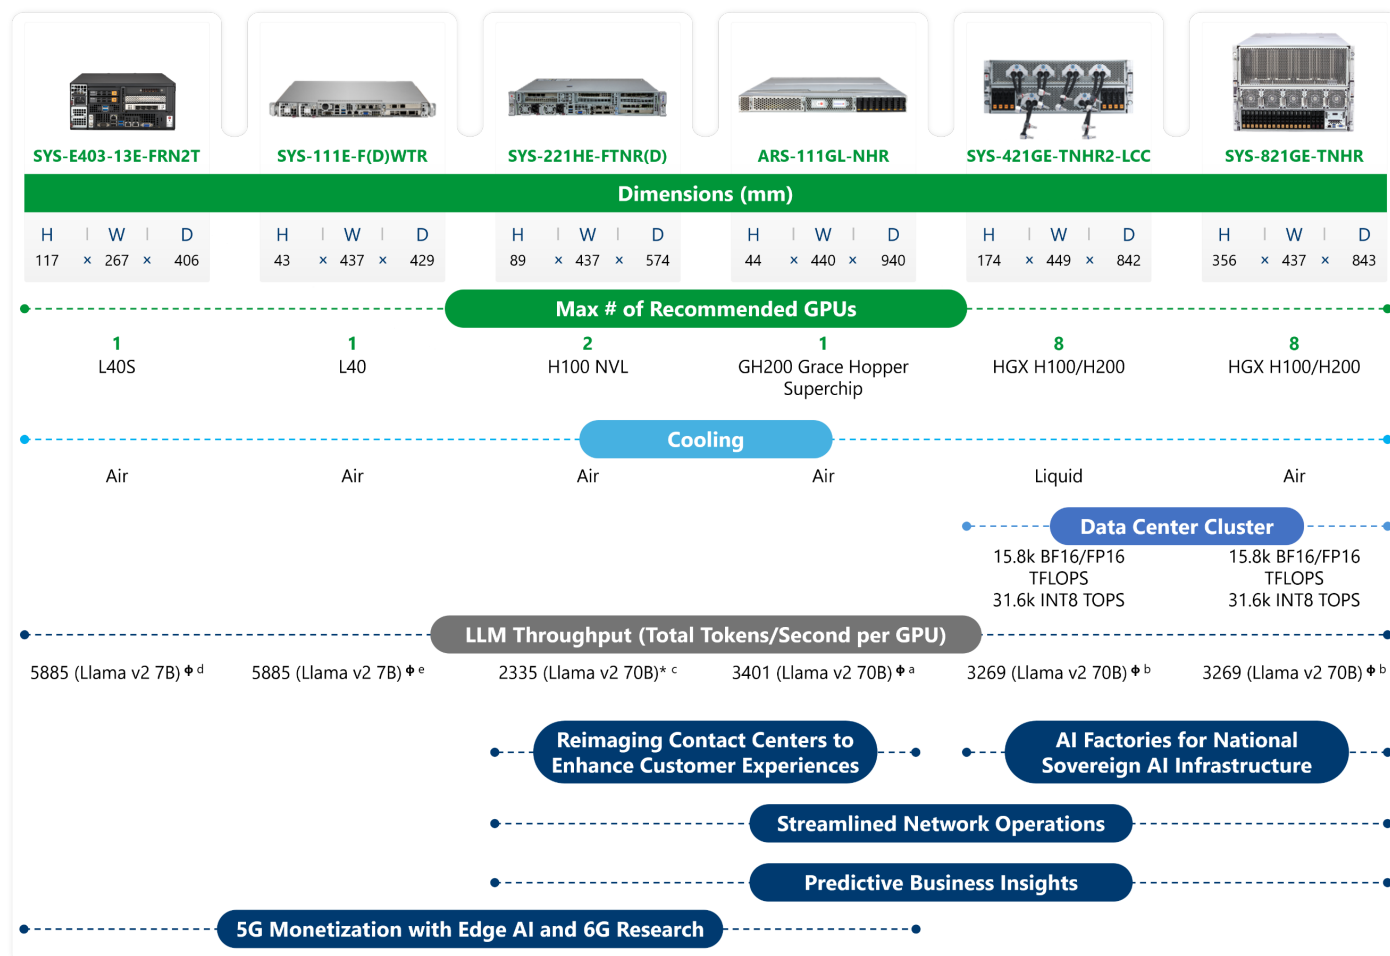 SYS-E403-13E-FRN2T SYS-111E-F(D)WTR SYS-221HE-FTNR(D) ARS-111GL-NHR SYS-421GE-TNHR2-LCC SYS-821GE-TNHR
Dimensions (mm)
H | W | D H | W | D H | W | D H | W | D H | W | D H | W | D
117 × 267 × 406 43 × 437 × 429 89 × 437 × 574 44 × 440 × 940 174 × 449 × 842 356 × 437 × 843
Max # of Recommended GPUs
1 1 2 1 8 8
L40S L40 H100 NVL GH200 Grace Hopper HGX H100/H200 HGX H100/H200
Superchip
Cooling
Air Air Air Air Liquid Air
Data Center Cluster
15.8k BF16/FP16 15.8k BF16/FP16
TFLOPS TFLOPS
31.6k INT8 TOPS 31.6k INT8 TOPS
LLM Throughput (Total Tokens/Second per GPU)
5885 (Llama v2 7B) Φ d 5885 (Llama v2 7B) Φ e 2335 (Llama v2 70B)* c 3401 (Llama v2 70B) Φ a 3269 (Llama v2 70B) Φ b 3269 (Llama v2 70B) Φ b
Reimaging Contact Centers to
Enhance Customer Experiences
AI Factories for National
Sovereign AI Infrastructure
Streamlined Network Operations
Predictive Business Insights
5G Monetization with Edge AI and 6G Research